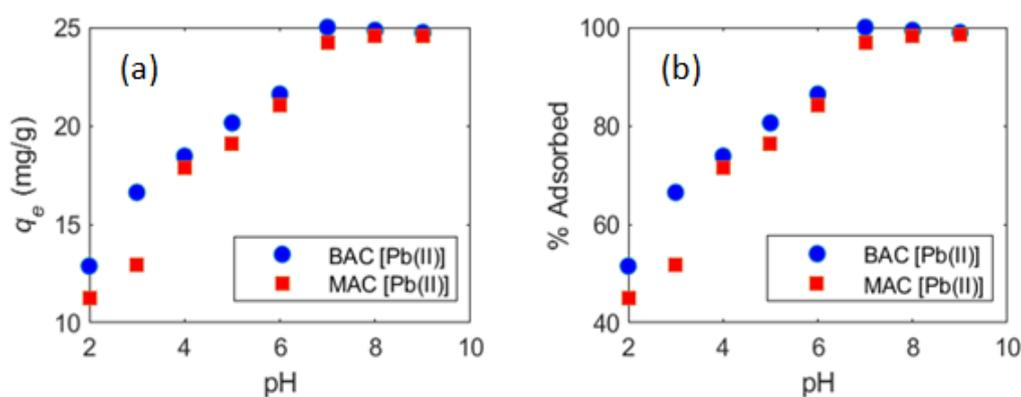 (a)
25
20
15
10
q_e (mg/g)
BAC [Pb(II)]
MAC [Pb(II)]
2 4 6 8 10
pH
(b)
100
80
60
40
% Adsorbed
BAC [Pb(II)]
MAC [Pb(II)]
2 4 6 8 10
pH